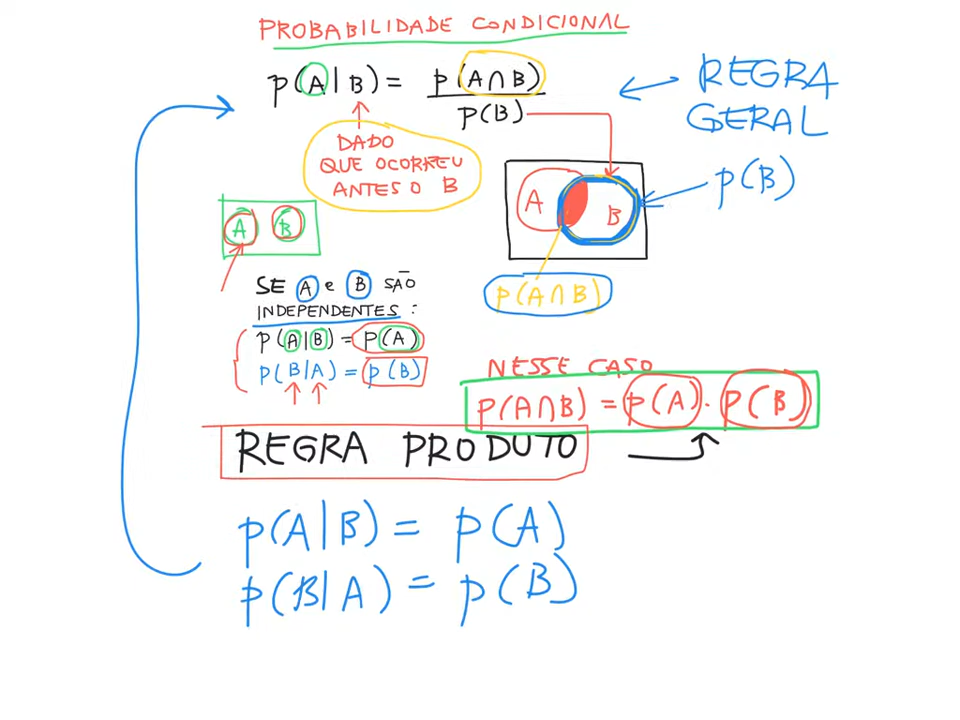 PROBABILIDADE CONDICIONAL
p(A|B) = p(A∩B) / p(B)
REGRA
GERAL
DADO
QUE OCORREU
ANTES O B
A B
A B
p(B)
p(A∩B)
SE A e B SÃO
INDEPENDENTES :
p(A|B) = p(A)
p(B|A) = p(B)
NESSE CASO
p(A∩B) = p(A) . p(B)
REGRA PRODUTO
p(A|B) = p(A)
p(B|A) = p(B)